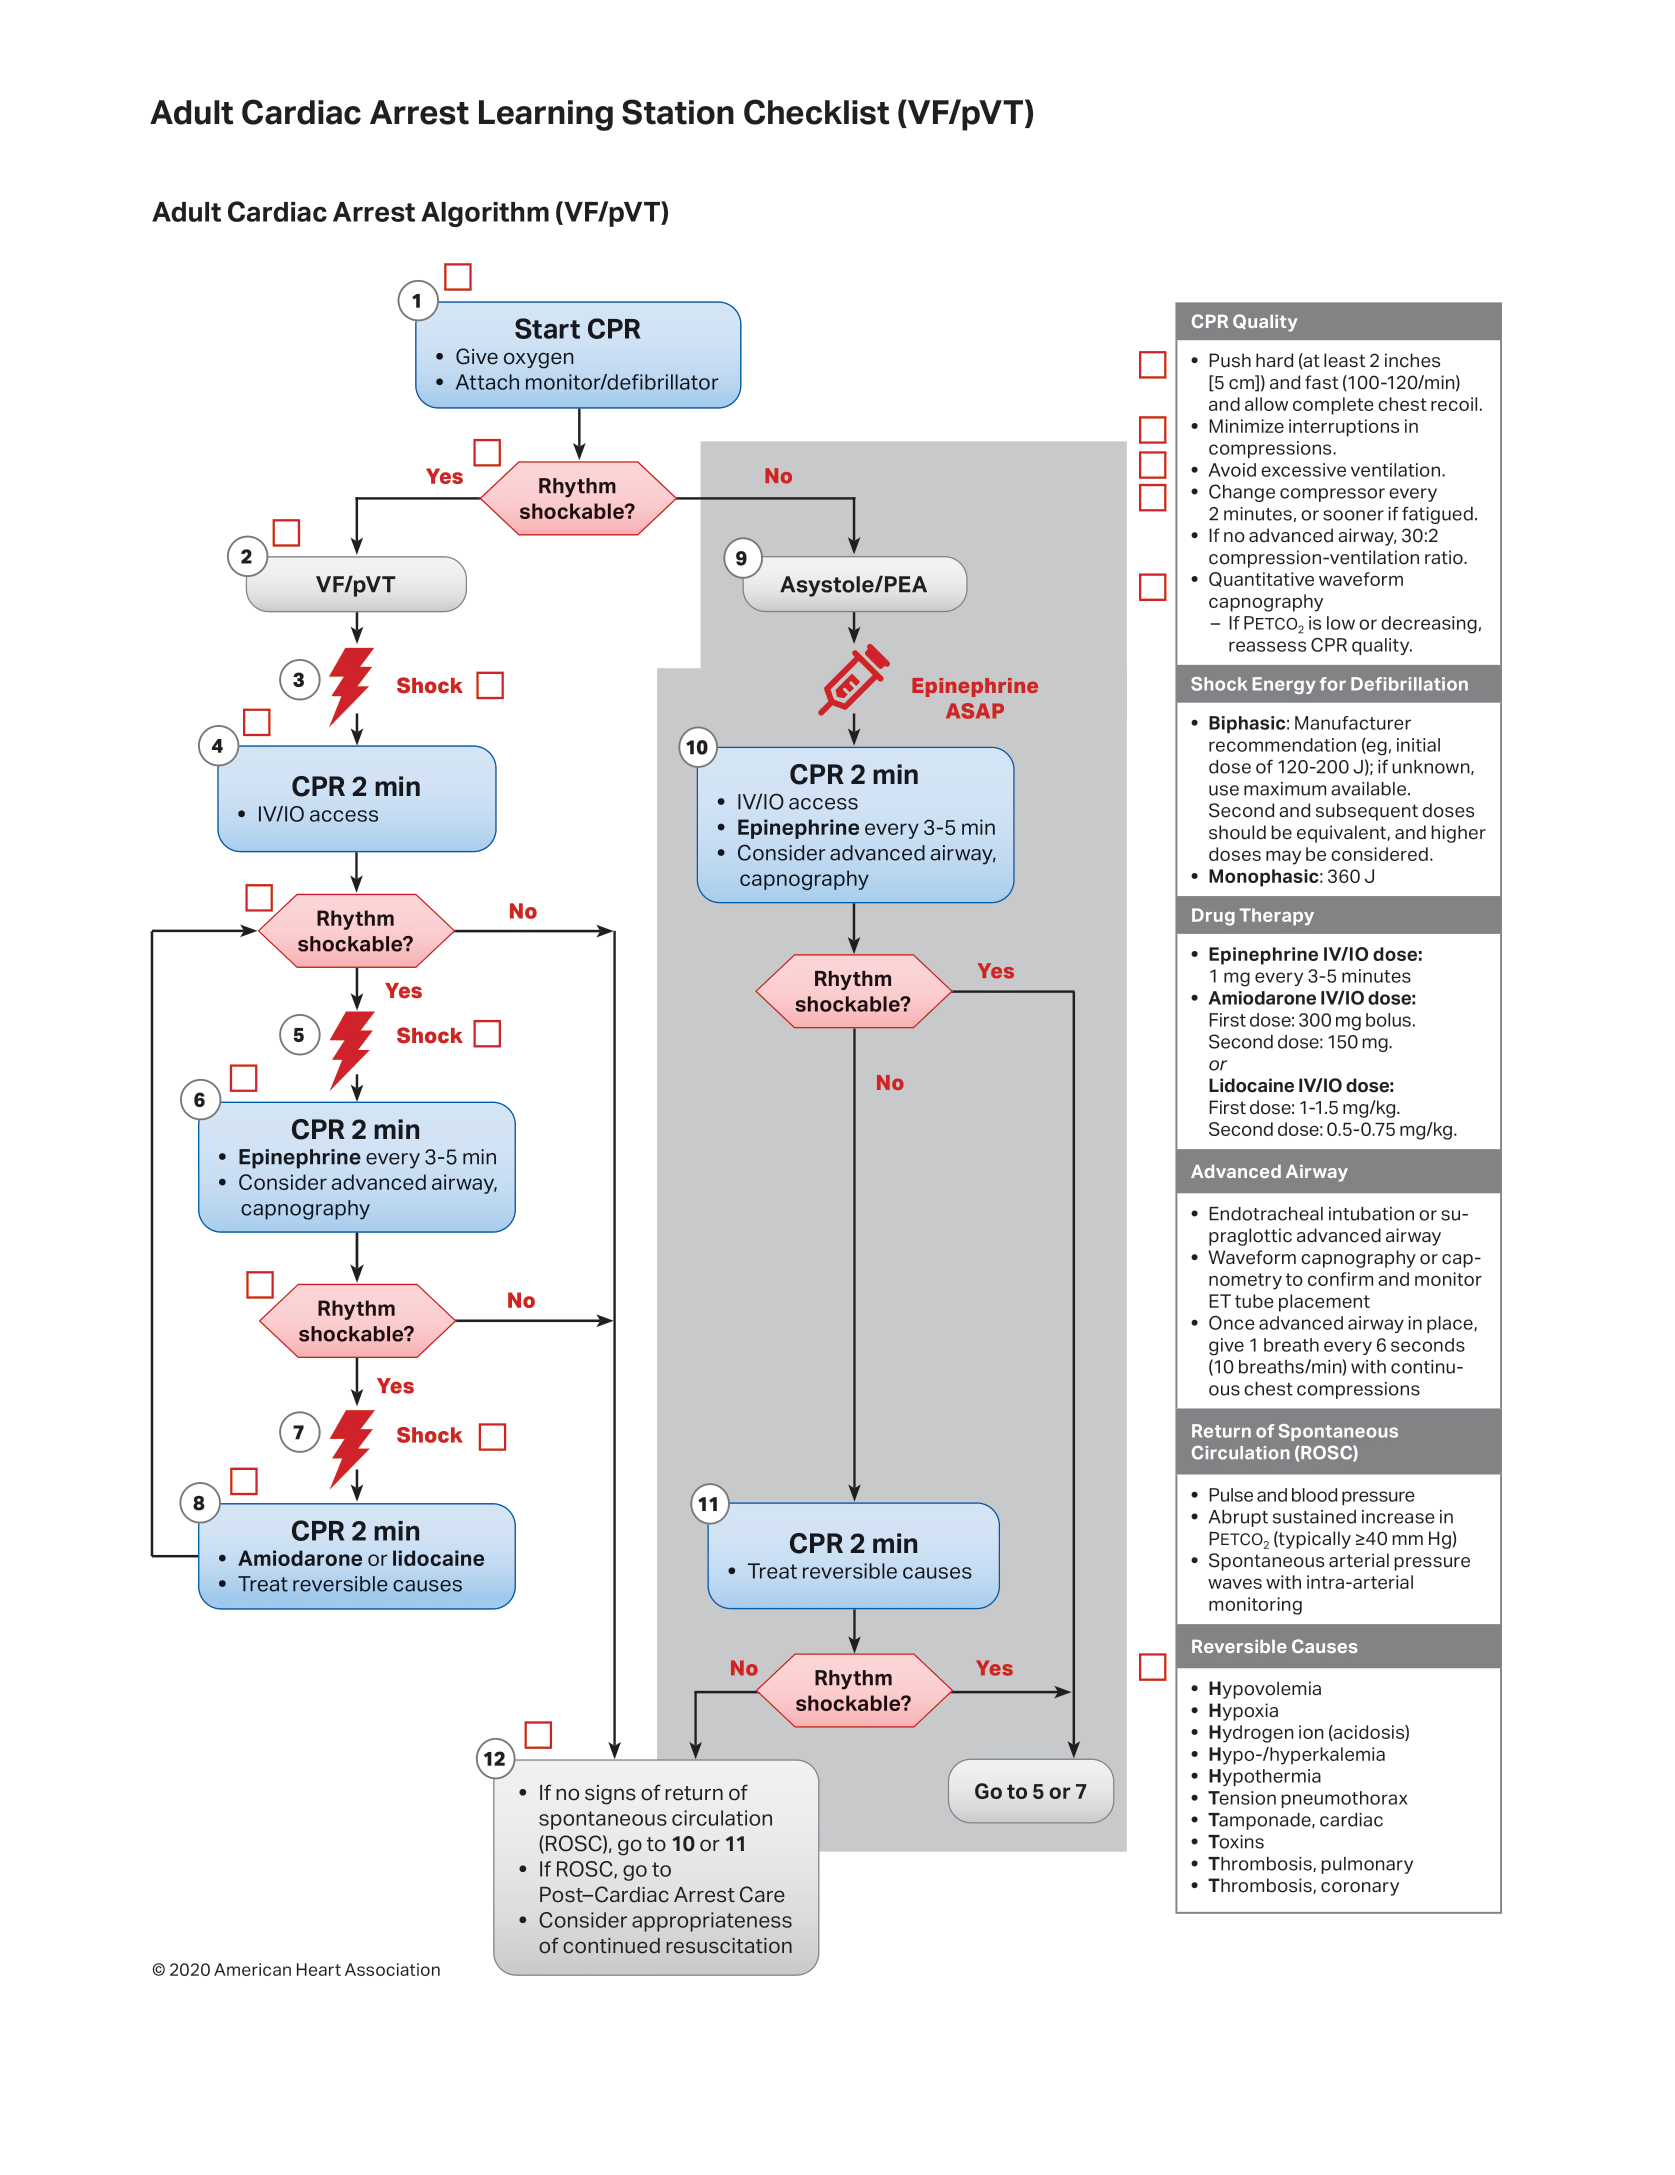 Adult Cardiac Arrest Learning Station Checklist (VF/pVT)
Adult Cardiac Arrest Algorithm (VF/pVT)
1
Start CPR
• Give oxygen
• Attach monitor/defibrillator
Rhythm
shockable?
Yes
No
2
VF/pVT
3
Shock
4
CPR 2 min
• IV/IO access
Rhythm
shockable?
No
Yes
5
Shock
6
CPR 2 min
• Epinephrine every 3-5 min
• Consider advanced airway,
capnography
Rhythm
shockable?
No
Yes
7
Shock
8
CPR 2 min
• Amiodarone or lidocaine
• Treat reversible causes
9
Asystole/PEA
Epinephrine
ASAP
10
CPR 2 min
• IV/IO access
• Epinephrine every 3-5 min
• Consider advanced airway,
capnography
Rhythm
shockable?
Yes
No
11
CPR 2 min
• Treat reversible causes
Rhythm
shockable?
No
Yes
12
• If no signs of return of
spontaneous circulation
(ROSC), go to 10 or 11
• If ROSC, go to
Post–Cardiac Arrest Care
• Consider appropriateness
of continued resuscitation
Go to 5 or 7
CPR Quality
• Push hard (at least 2 inches
[5 cm]) and fast (100-120/min)
and allow complete chest recoil.
• Minimize interruptions in
compressions.
• Avoid excessive ventilation.
• Change compressor every
2 minutes, or sooner if fatigued.
• If no advanced airway, 30:2
compression-ventilation ratio.
• Quantitative waveform
capnography
– If PETCO2 is low or decreasing,
reassess CPR quality.
Shock Energy for Defibrillation
• Biphasic: Manufacturer
recommendation (eg, initial
dose of 120-200 J); if unknown,
use maximum available.
Second and subsequent doses
should be equivalent, and higher
doses may be considered.
• Monophasic: 360 J
Drug Therapy
• Epinephrine IV/IO dose:
1 mg every 3-5 minutes
• Amiodarone IV/IO dose:
First dose: 300 mg bolus.
Second dose: 150 mg.
or
Lidocaine IV/IO dose:
First dose: 1-1.5 mg/kg.
Second dose: 0.5-0.75 mg/kg.
Advanced Airway
• Endotracheal intubation or su-
praglottic advanced airway
• Waveform capnography or cap-
nometry to confirm and monitor
ET tube placement
• Once advanced airway in place,
give 1 breath every 6 seconds
(10 breaths/min) with continu-
ous chest compressions
Return of Spontaneous
Circulation (ROSC)
• Pulse and blood pressure
• Abrupt sustained increase in
PETCO2 (typically ≥40 mm Hg)
• Spontaneous arterial pressure
waves with intra-arterial
monitoring
Reversible Causes
• Hypovolemia
• Hypoxia
• Hydrogen ion (acidosis)
• Hypo-/hyperkalemia
• Hypothermia
• Tension pneumothorax
• Tamponade, cardiac
• Toxins
• Thrombosis, pulmonary
• Thrombosis, coronary
© 2020 American Heart Association